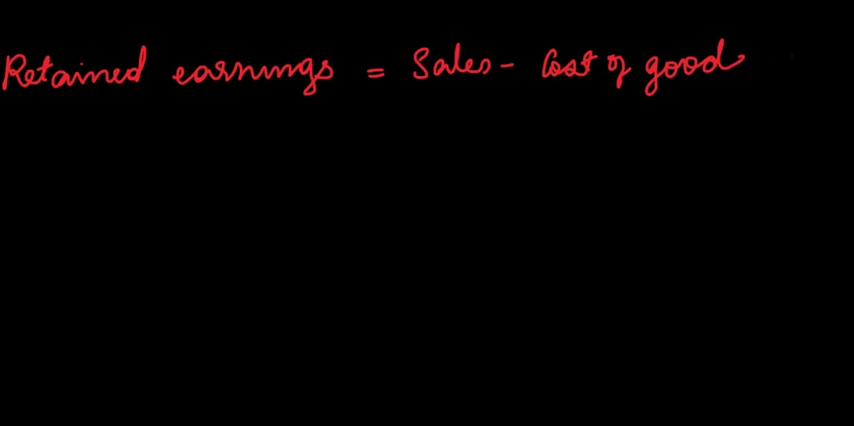 Retained earnings = Sales - Cost of good